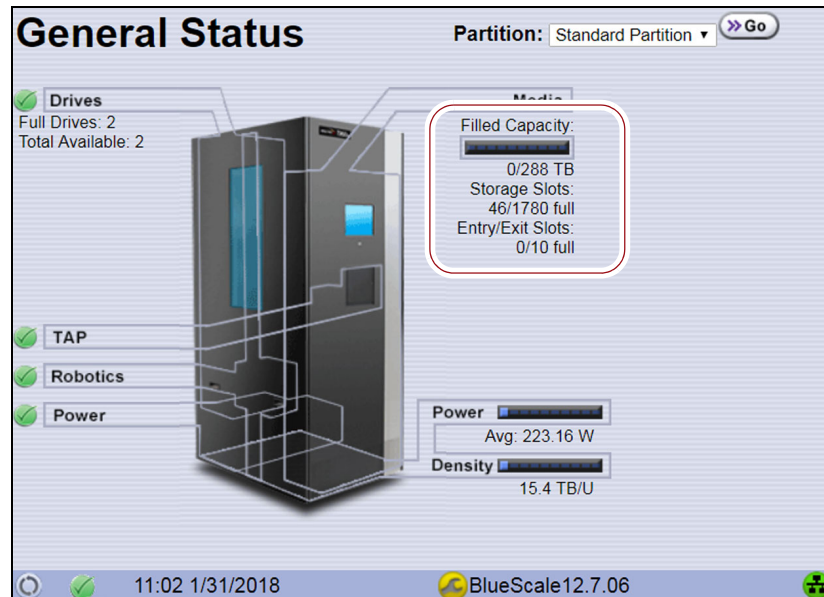 General Status
Partition: Standard Partition Go
Drives
Full Drives: 2
Total Available: 2
Media
Filled Capacity:
0/288 TB
Storage Slots:
46/1780 full
Entry/Exit Slots:
0/10 full
TAP
Robotics
Power
Power
Avg: 223.16 W
Density
15.4 TB/U
11:02 1/31/2018
BlueScale12.7.06